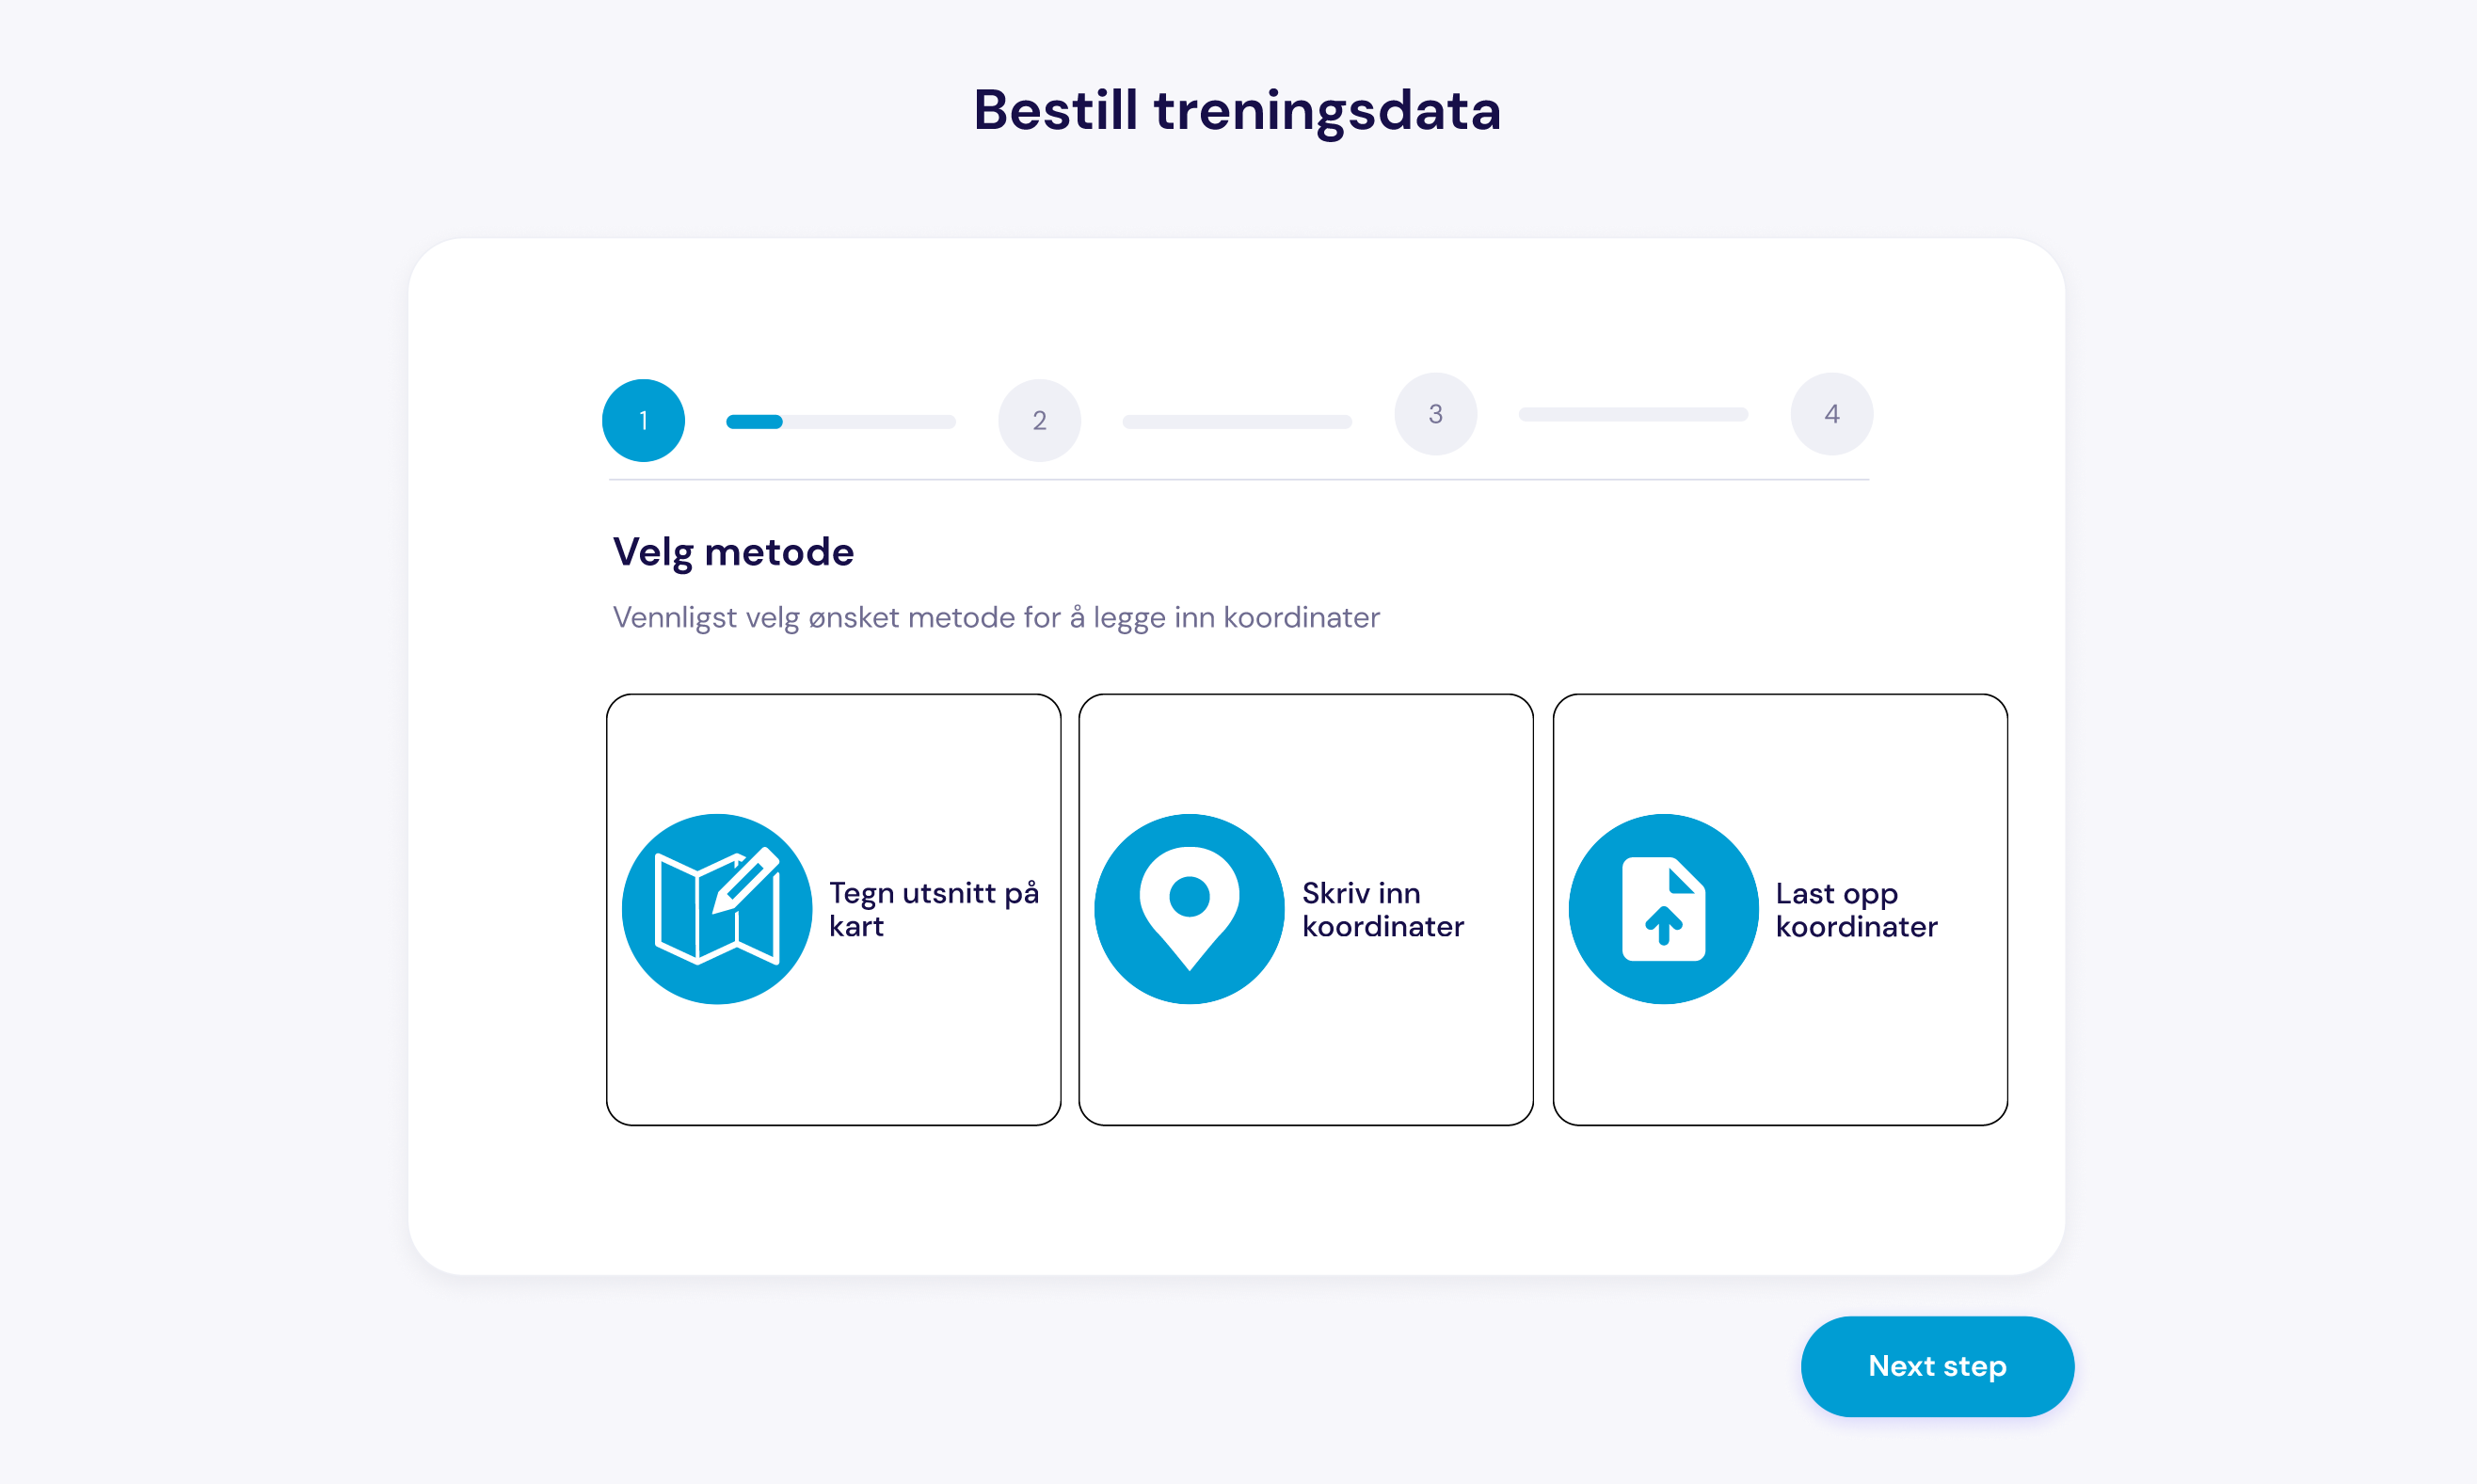 Bestill treningsdata
1
2
3
4
Velg metode
Vennligst velg ønsket metode for å legge inn koordinater
Tegn utsnitt på
kart
Skriv inn
koordinater
Last opp
koordinater
Next step